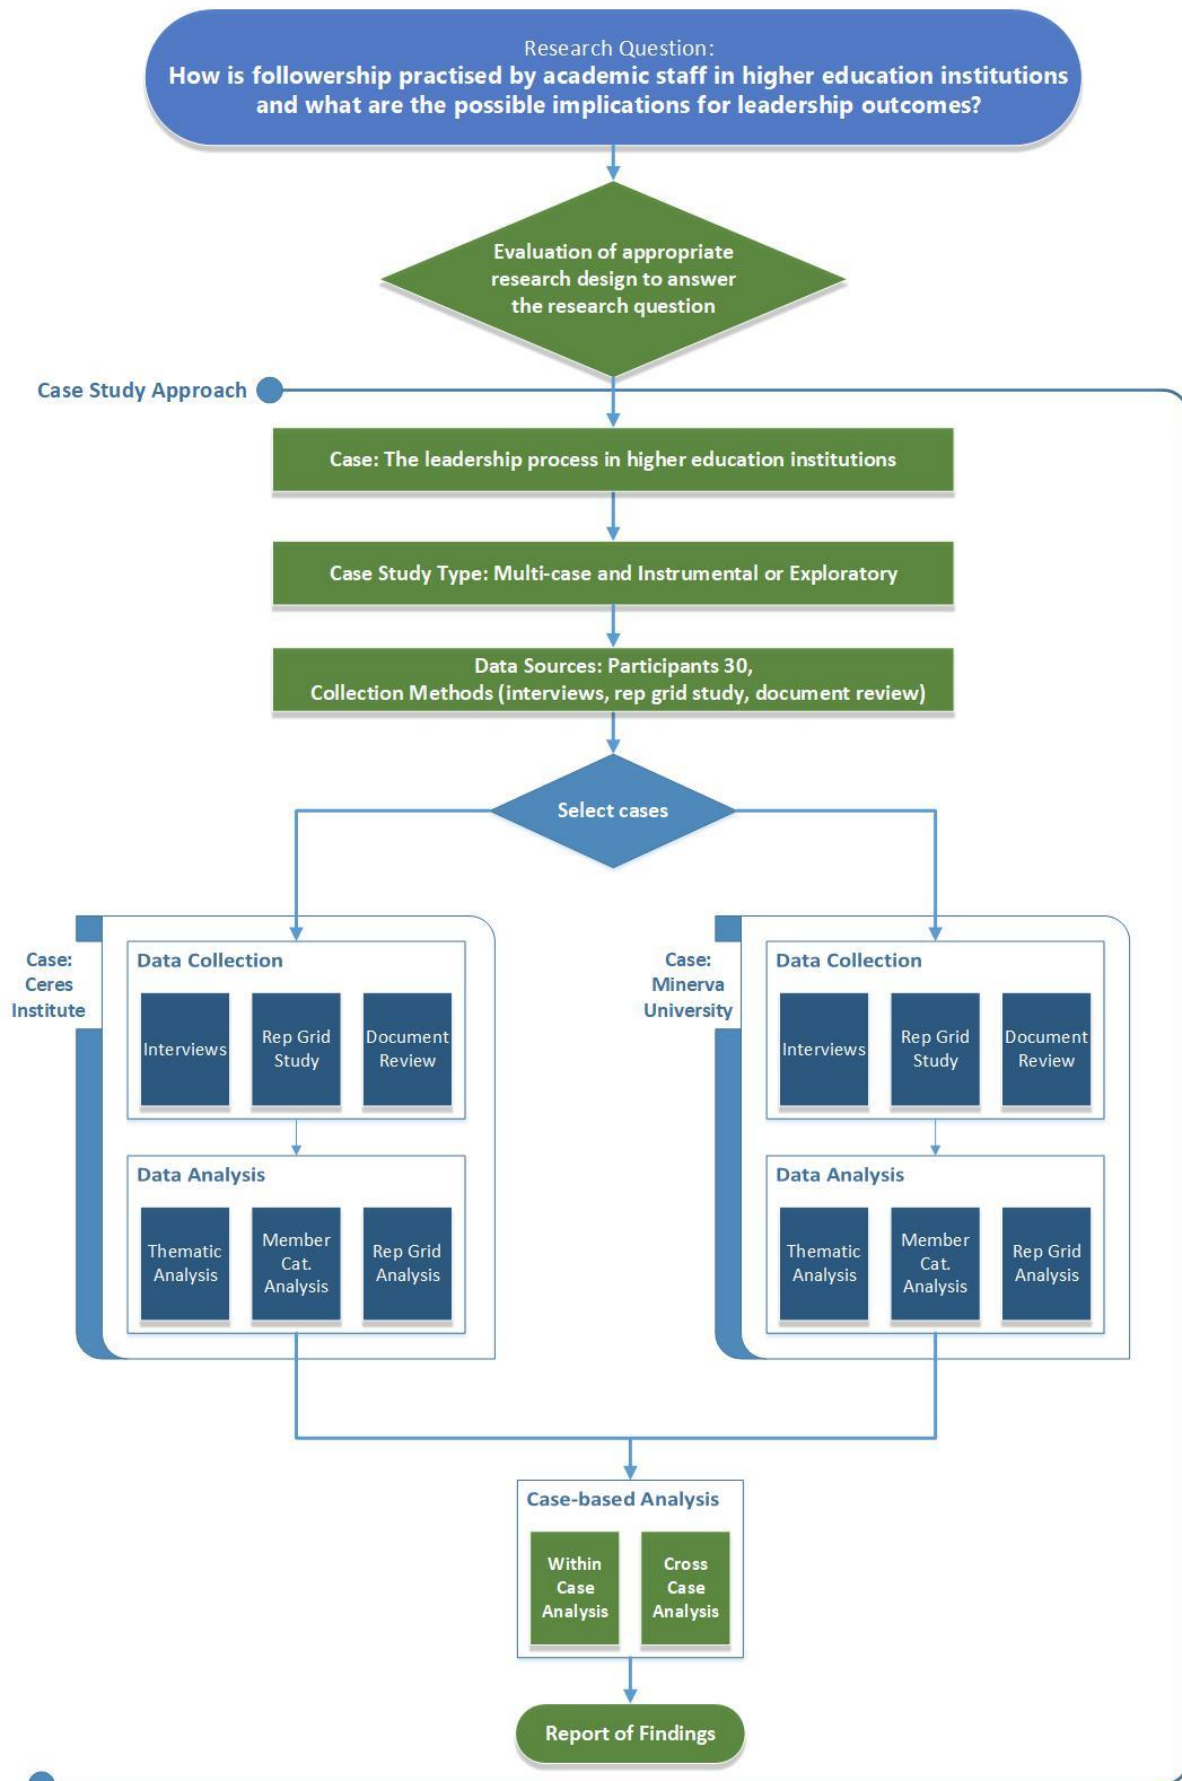 Research Question:
How is followership practised by academic staff in higher education institutions
and what are the possible implications for leadership outcomes?
Evaluation of appropriate
research design to answer
the research question
Case Study Approach
Case: The leadership process in higher education institutions
Case Study Type: Multi-case and Instrumental or Exploratory
Data Sources: Participants 30,
Collection Methods (interviews, rep grid study, document review)
Select cases
Case:
Ceres
Institute
Data Collection
Interviews
Rep Grid
Study
Document
Review
Data Analysis
Thematic
Analysis
Member
Cat.
Analysis
Rep Grid
Analysis
Case:
Minerva
University
Data Collection
Interviews
Rep Grid
Study
Document
Review
Data Analysis
Thematic
Analysis
Member
Cat.
Analysis
Rep Grid
Analysis
Case-based Analysis
Within
Case
Analysis
Cross
Case
Analysis
Report of Findings